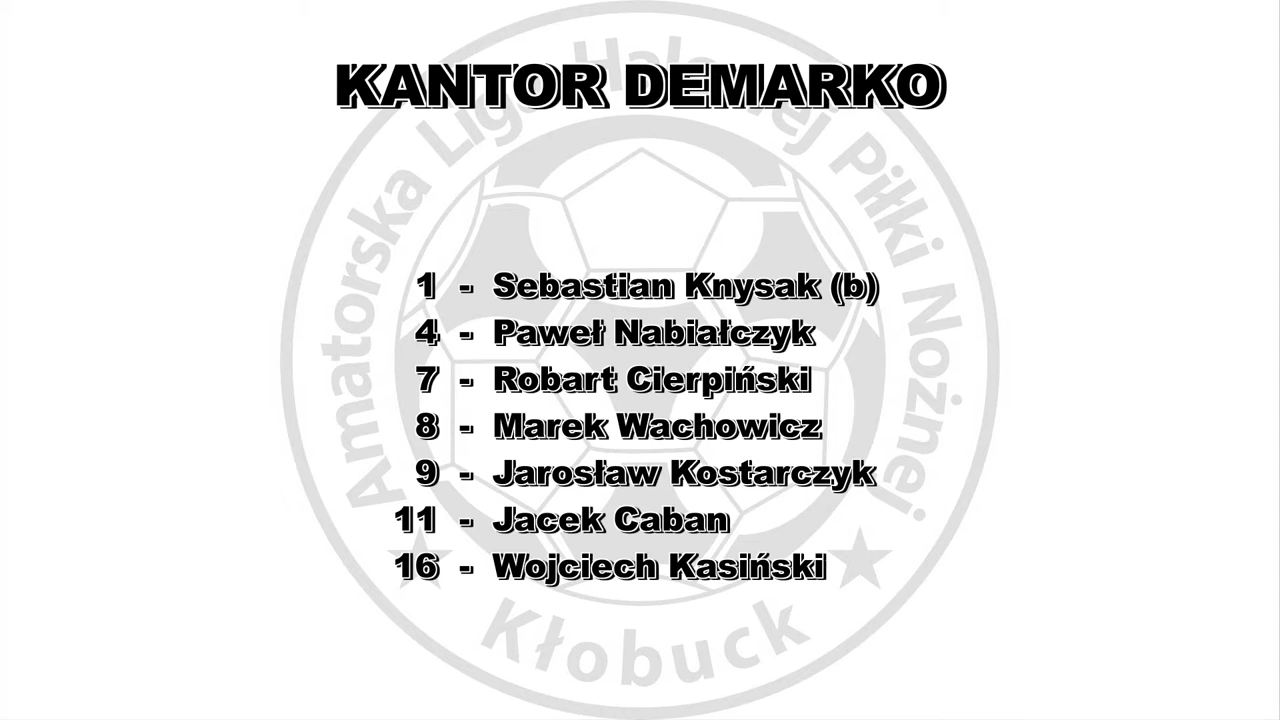 KANTOR DEMARKO
Amatorska Liga Halowej Piłki Nożnej
1 - Sebastian Knysak (b)
4 - Paweł Nabiałczyk
7 - Robart Cierpiński
8 - Marek Wachowicz
9 - Jarosław Kostarczyk
11 - Jacek Caban
16 - Wojciech Kasiński
Kłobuck